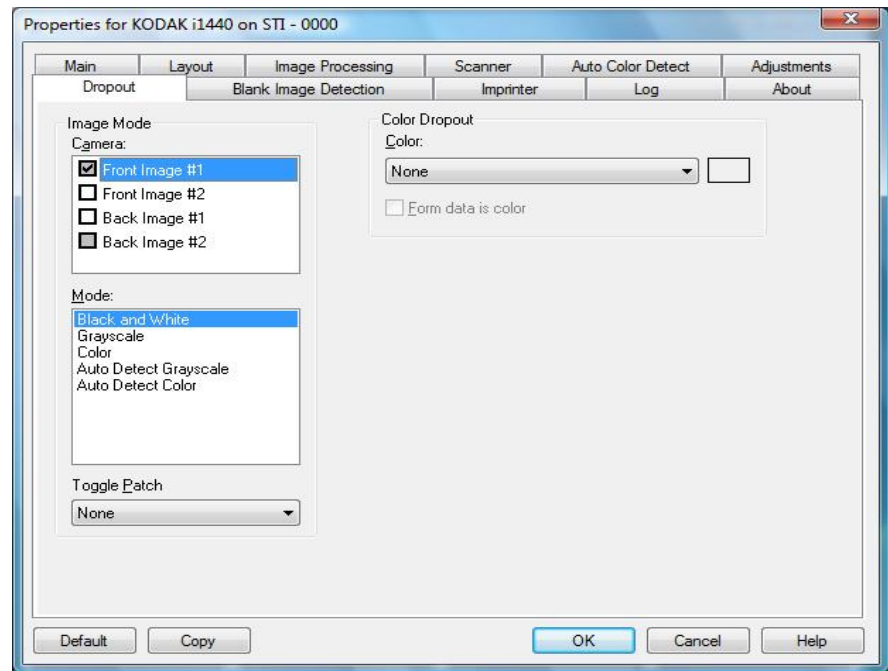 Properties for KODAK i1440 on STI - 0000
Main Layout Image Processing Scanner Auto Color Detect Adjustments
Dropout Blank Image Detection Imprinter Log About
Image Mode
Camera:
Front Image #1
Front Image #2
Back Image #1
Back Image #2
Mode:
Black and White
Grayscale
Color
Auto Detect Grayscale
Auto Detect Color
Toggle Patch
None
Color Dropout
Color:
None
Form data is color
Default Copy OK Cancel Help